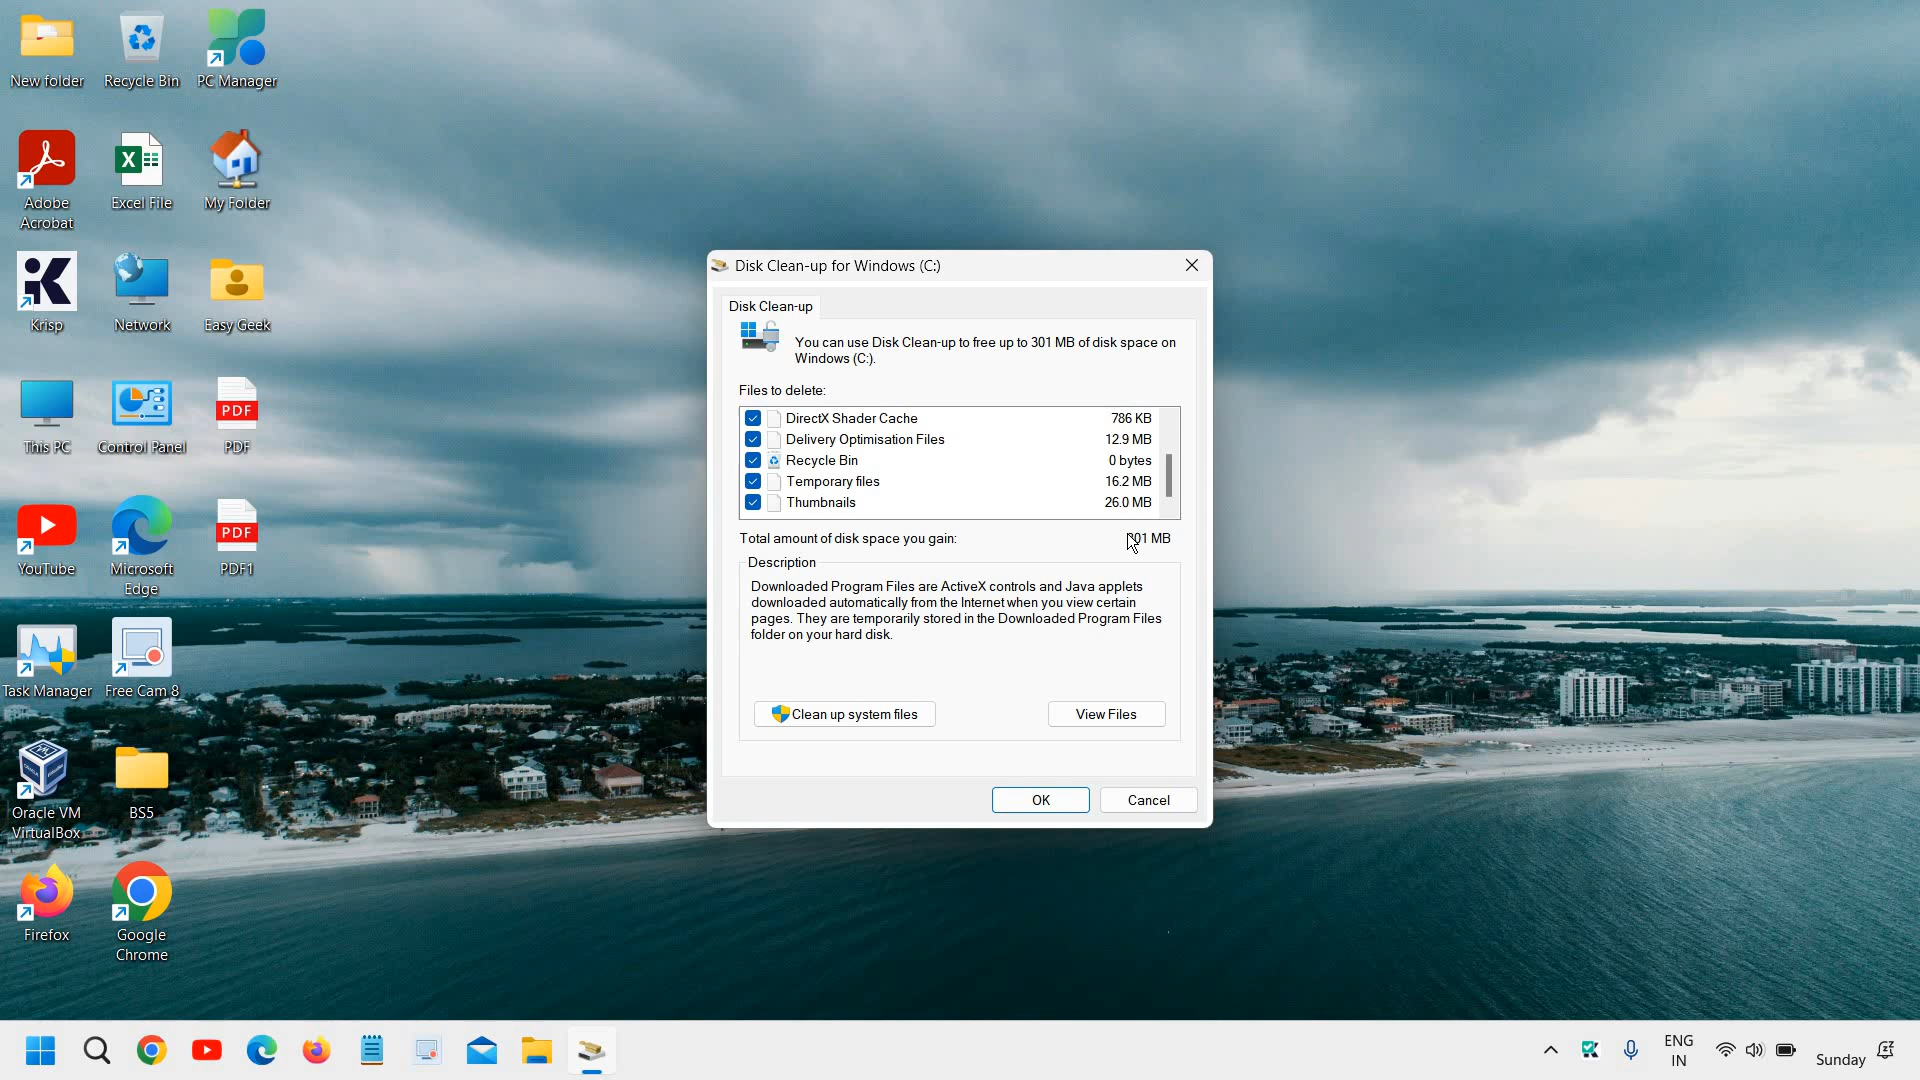 New folder
Recycle Bin
PC Manager
Adobe
Acrobat
Excel File
My Folder
Krisp
Network
Easy Geek
This PC
Control Panel
PDF
PDF
YouTube
Microsoft
Edge
PDF
PDF1
Task Manager
Free Cam 8
Oracle VM
VirtualBox
BS5
Firefox
Google
Chrome
Disk Clean-up for Windows (C:)
Disk Clean-up
You can use Disk Clean-up to free up to 301 MB of disk space on
Windows (C:).
Files to delete:
DirectX Shader Cache 786 KB
Delivery Optimisation Files 12.9 MB
Recycle Bin 0 bytes
Temporary files 16.2 MB
Thumbnails 26.0 MB
Total amount of disk space you gain: 301 MB
Description
Downloaded Program Files are ActiveX controls and Java applets
downloaded automatically from the Internet when you view certain
pages. They are temporarily stored in the Downloaded Program Files
folder on your hard disk.
Clean up system files
View Files
OK
Cancel
ENG
IN
Sunday